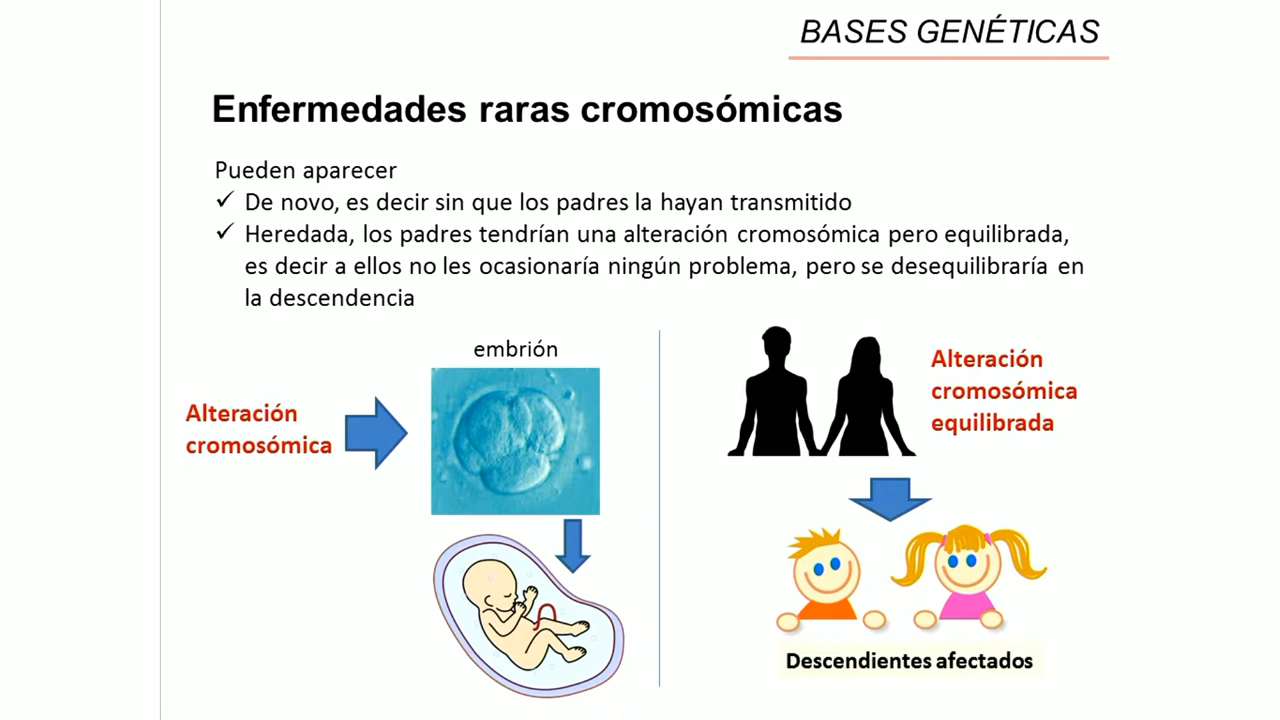 BASES GENÉTICAS
Enfermedades raras cromosómicas
Pueden aparecer
✓ De novo, es decir sin que los padres la hayan transmitido
✓ Heredada, los padres tendrían una alteración cromosómica pero equilibrada,
es decir a ellos no les ocasionaría ningún problema, pero se desequilibraría en
la descendencia
embrión
Alteración
cromosómica
Alteración
cromosómica
equilibrada
Descendientes afectados